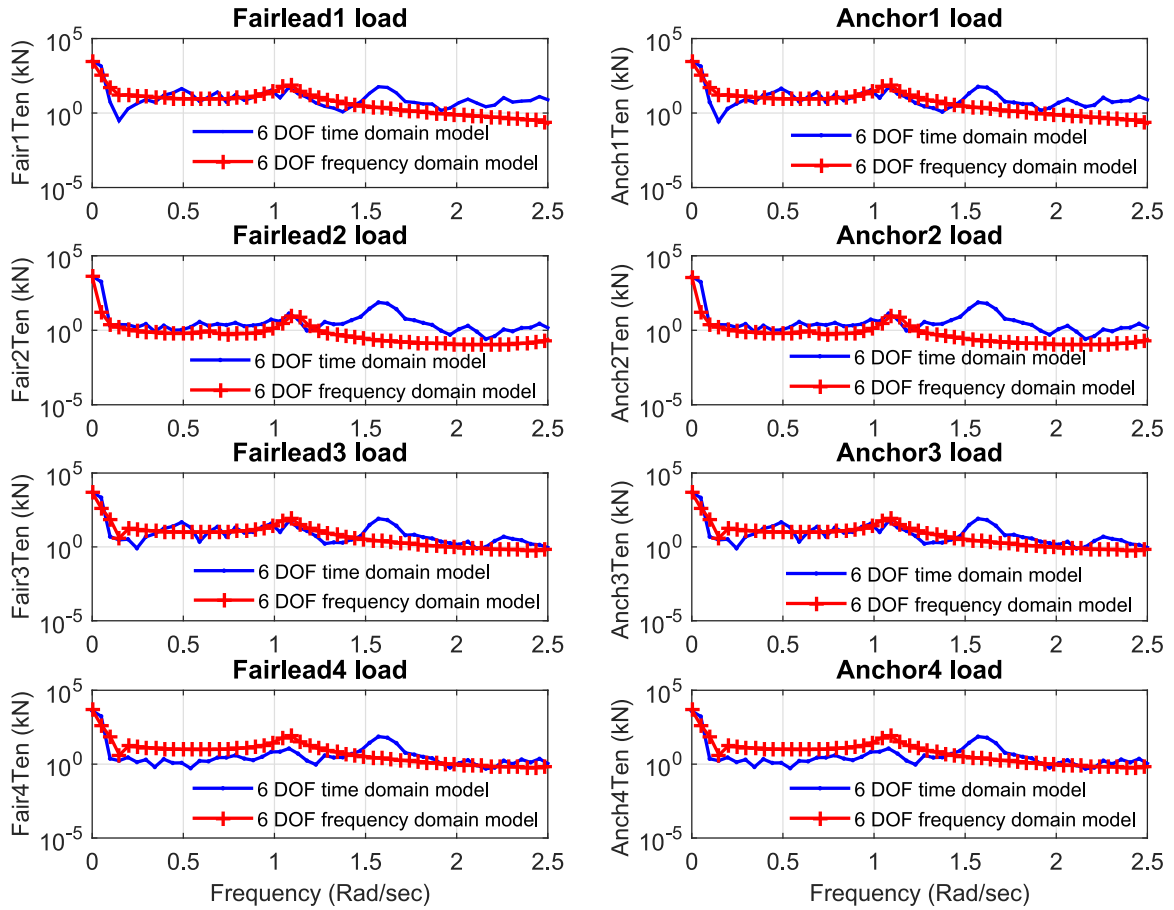 Fairlead1 load
Fair1Ten (kN)
10^5
10^0
10^-5
6 DOF time domain model
6 DOF frequency domain model
0 0.5 1 1.5 2 2.5
Anchor1 load
Anch1Ten (kN)
10^5
10^0
10^-5
6 DOF time domain model
6 DOF frequency domain model
0 0.5 1 1.5 2 2.5
Fairlead2 load
Fair2Ten (kN)
10^5
10^0
10^-5
6 DOF time domain model
6 DOF frequency domain model
0 0.5 1 1.5 2 2.5
Anchor2 load
Anch2Ten (kN)
10^5
10^0
10^-5
6 DOF time domain model
6 DOF frequency domain model
0 0.5 1 1.5 2 2.5
Fairlead3 load
Fair3Ten (kN)
10^5
10^0
10^-5
6 DOF time domain model
6 DOF frequency domain model
0 0.5 1 1.5 2 2.5
Anchor3 load
Anch3Ten (kN)
10^5
10^0
10^-5
6 DOF time domain model
6 DOF frequency domain model
0 0.5 1 1.5 2 2.5
Fairlead4 load
Fair4Ten (kN)
10^5
10^0
10^-5
6 DOF time domain model
6 DOF frequency domain model
0 0.5 1 1.5 2 2.5
Frequency (Rad/sec)
Anchor4 load
Anch4Ten (kN)
10^5
10^0
10^-5
6 DOF time domain model
6 DOF frequency domain model
0 0.5 1 1.5 2 2.5
Frequency (Rad/sec)